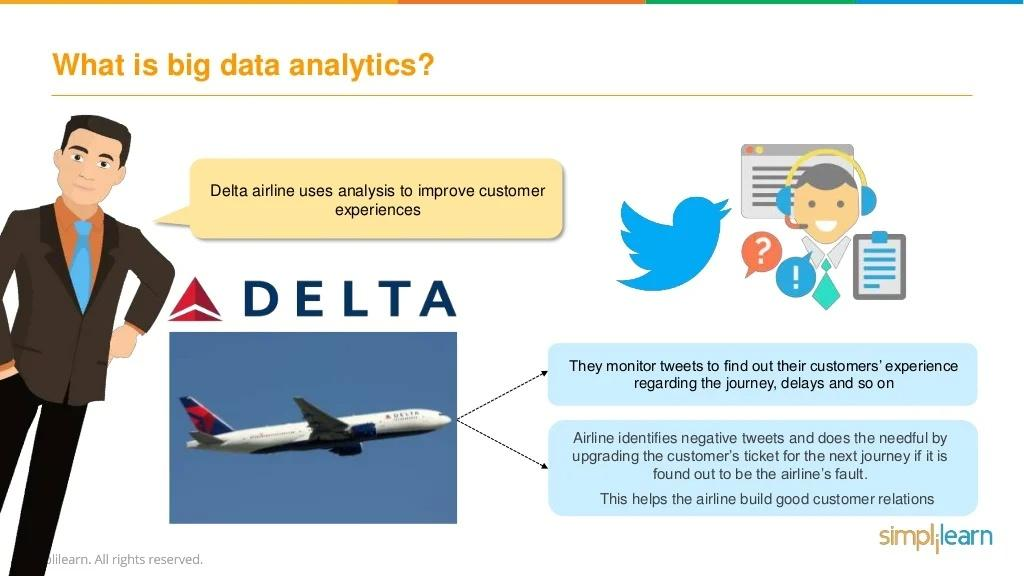 What is big data analytics?
Delta airline uses analysis to improve customer
experiences
DELTA
DELTA
They monitor tweets to find out their customers' experience
regarding the journey, delays and so on
Airline identifies negative tweets and does the needful by
upgrading the customer's ticket for the next journey if it is
found out to be the airline's fault.
This helps the airline build good customer relations
?
!
simplilearn
plilearn. All rights reserved.